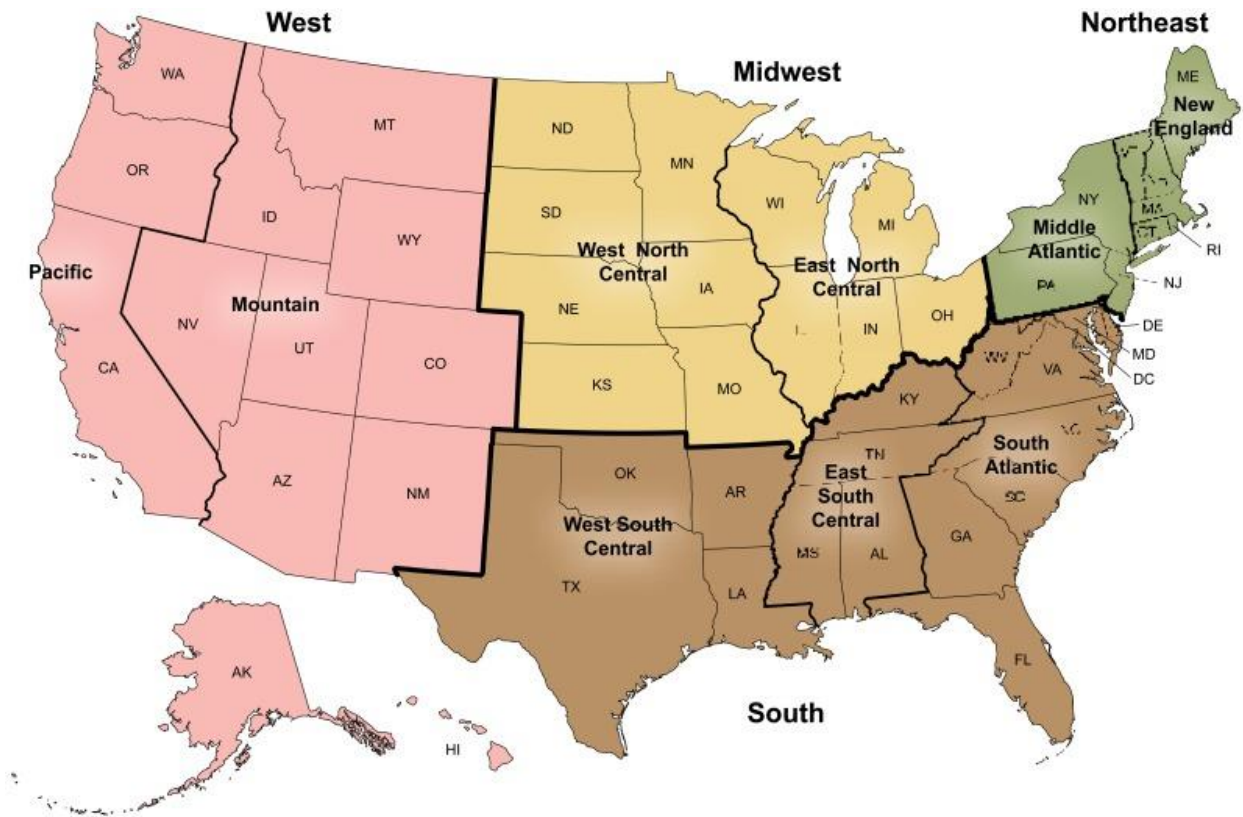 West
Northeast
Midwest
ME
New
England
WA
MT
ND
MN
OR
ID
SD
WI
MI
NY
MA
WY
West North
Central
East North
Central
Middle
Atlantic
CT
RI
Pacific
Mountain
IA
PA
NJ
NV
NE
OH
DE
UT
IN
MD
CA
CO
WV
VA
DC
KS
MO
KY
NC
TN
South
Atlantic
AZ
NM
OK
AR
East
South
Central
SC
West South
Central
GA
MS
AL
TX
LA
FL
AK
South
HI